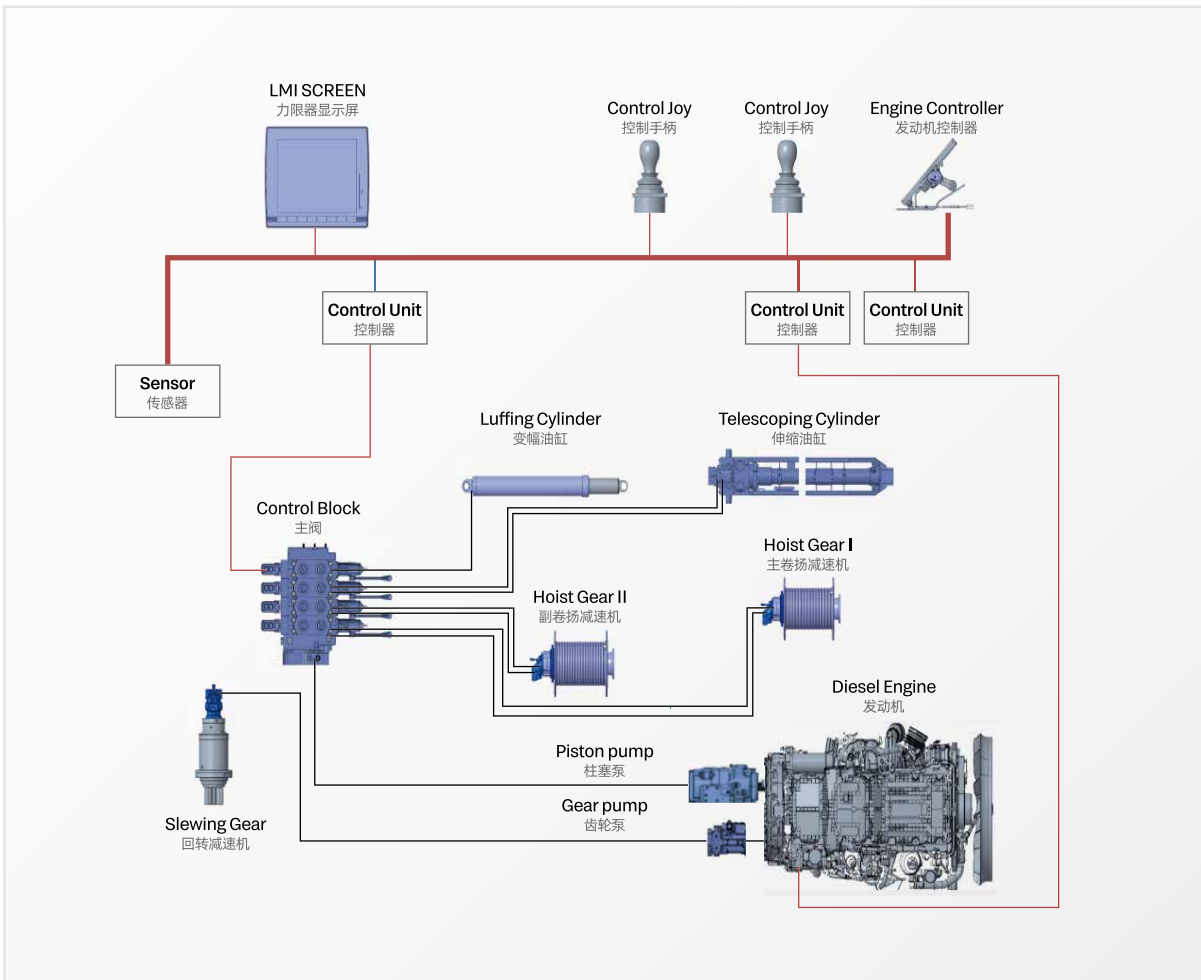 LMI SCREEN
力限器显示屏
Control Joy
控制手柄
Control Joy
控制手柄
Engine Controller
发动机控制器
Control Unit
控制器
Control Unit
控制器
Control Unit
控制器
Sensor
传感器
Luffing Cylinder
变幅油缸
Telescoping Cylinder
伸缩油缸
Control Block
主阀
Hoist Gear I
主卷扬减速机
Hoist Gear II
副卷扬减速机
Diesel Engine
发动机
Piston pump
柱塞泵
Gear pump
齿轮泵
Slewing Gear
回转减速机